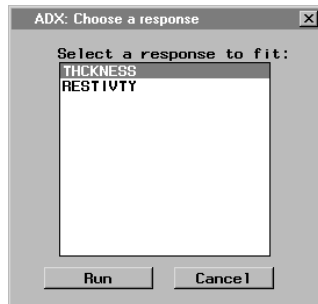 ADX: Choose a response
Select a response to fit:
THCKNESS
RESTIVTY
Run
Cancel